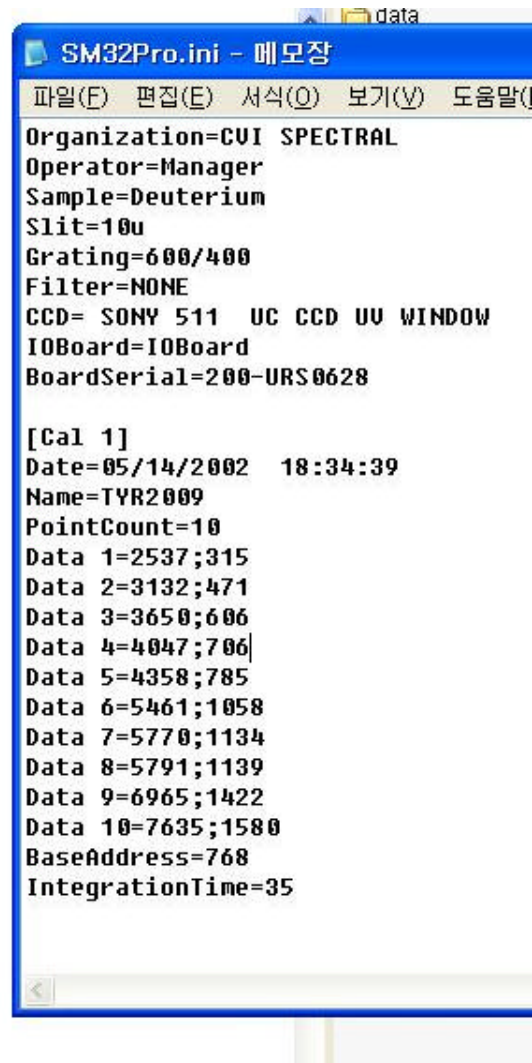 data
SM32Pro.ini - 메모장
파일(F) 편집(E) 서식(O) 보기(V) 도움말(
Organization=CVI SPECTRAL
Operator=Manager
Sample=Deuterium
Slit=10u
Grating=600/400
Filter=NONE
CCD= SONY 511  UC CCD UV WINDOW
IOBoard=IOBoard
BoardSerial=200-URS0628
[Cal 1]
Date=05/14/2002  18:34:39
Name=TYR2009
PointCount=10
Data 1=2537;315
Data 2=3132;471
Data 3=3650;606
Data 4=4047;706
Data 5=4358;785
Data 6=5461;1058
Data 7=5770;1134
Data 8=5791;1139
Data 9=6965;1422
Data 10=7635;1580
BaseAddress=768
IntegrationTime=35